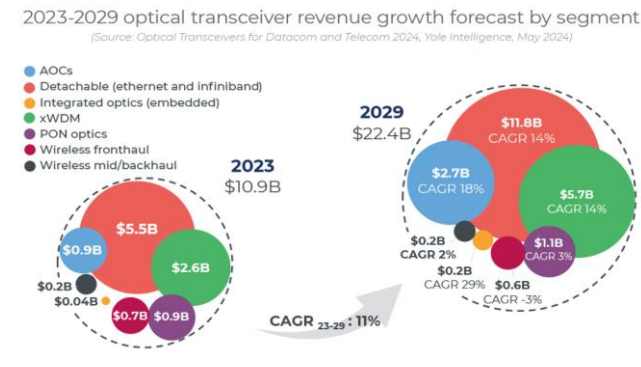 2023-2029 optical transceiver revenue growth forecast by segment
(Source: Optical Transceivers for Datacom and Telecom 2024, Yole Intelligence, May 2024)
AOCs
Detachable (ethernet and infiniband)
Integrated optics (embedded)
xWDM
PON optics
Wireless fronthaul
Wireless mid/backhaul
2023
$10.9B
$5.5B
$0.9B
$2.6B
$0.2B
$0.04B
$0.7B
$0.9B
CAGR 23-29 : 11%
2029
$22.4B
$11.8B
CAGR 14%
$2.7B
CAGR 18%
$5.7B
CAGR 14%
$0.2B
CAGR 2%
$0.2B
CAGR 29%
$0.6B
CAGR -3%
$1.1B
CAGR 3%